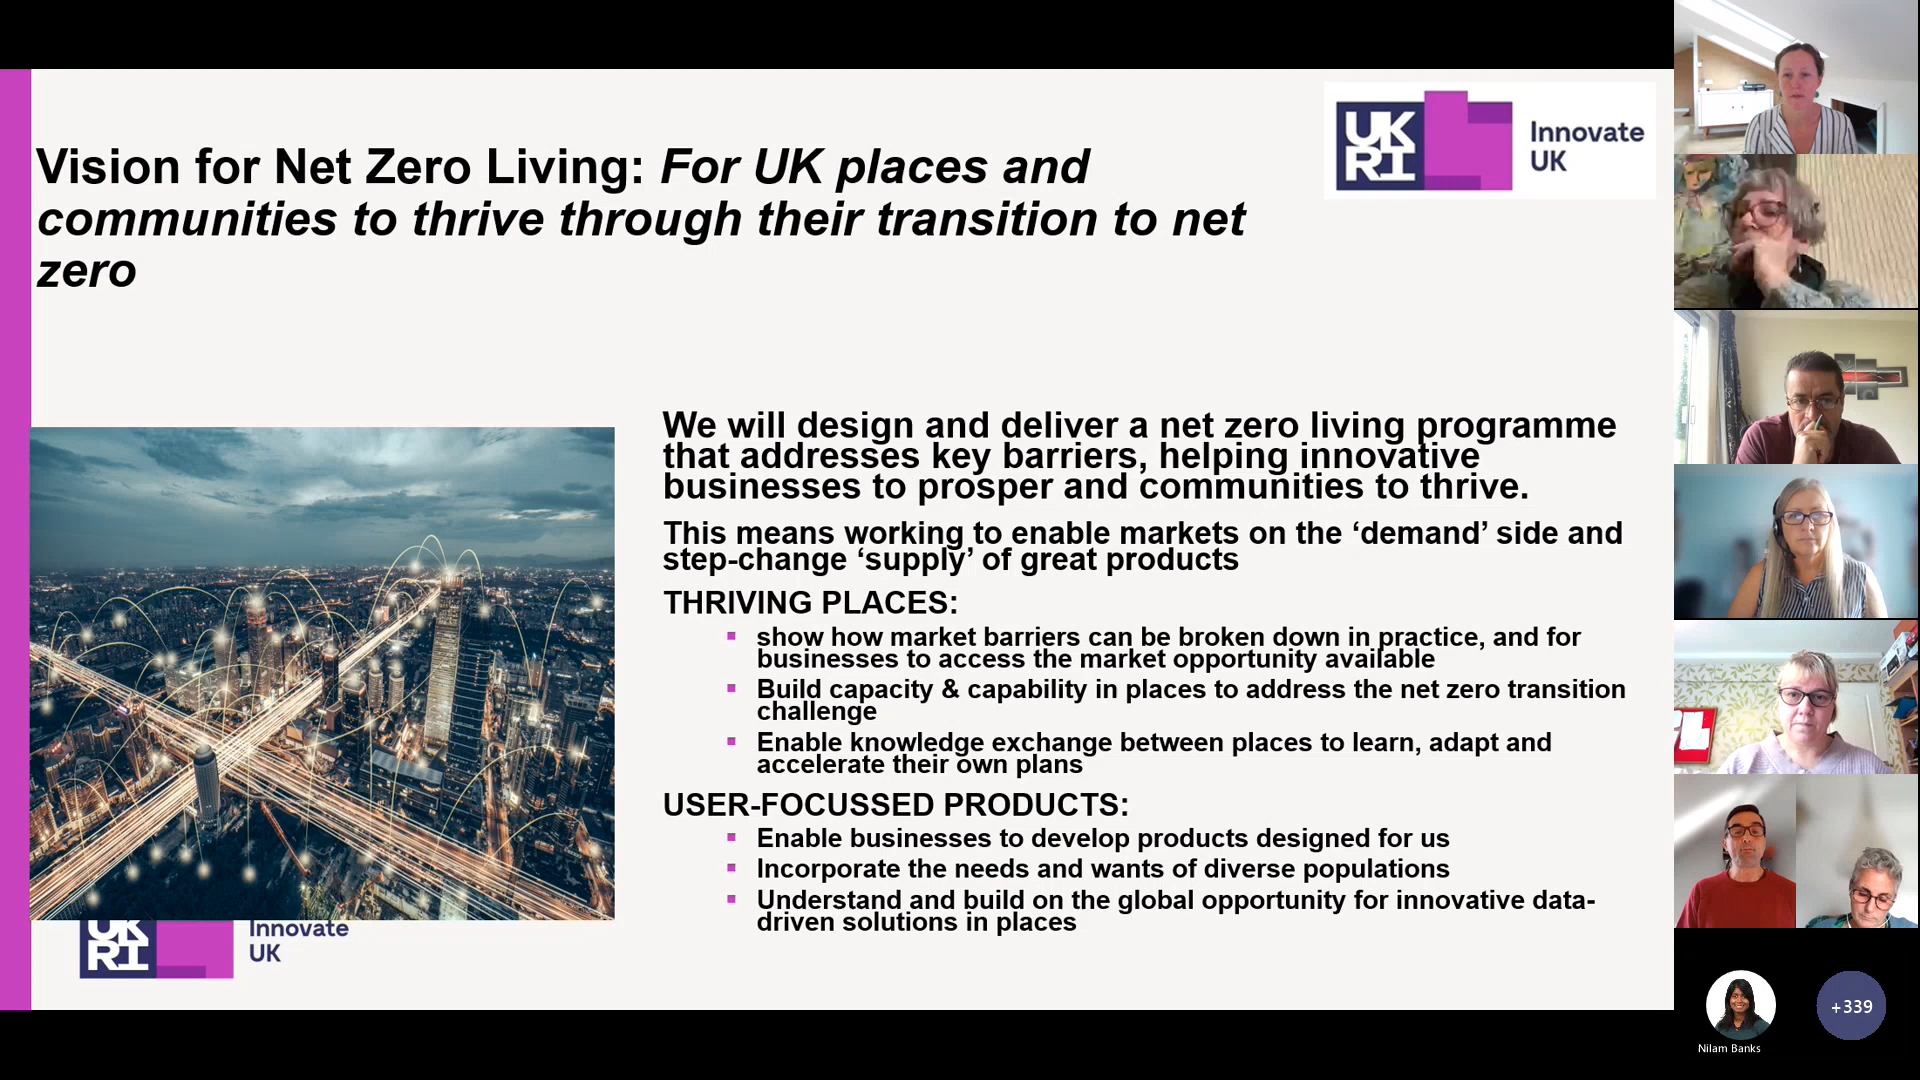 Vision for Net Zero Living: For UK places and
communities to thrive through their transition to net
zero
UK
RI
Innovate
UK
We will design and deliver a net zero living programme
that addresses key barriers, helping innovative
businesses to prosper and communities to thrive.
This means working to enable markets on the ‘demand’ side and
step-change ‘supply’ of great products
THRIVING PLACES:
▪ show how market barriers can be broken down in practice, and for
businesses to access the market opportunity available
▪ Build capacity & capability in places to address the net zero transition
challenge
▪ Enable knowledge exchange between places to learn, adapt and
accelerate their own plans
USER-FOCUSSED PRODUCTS:
▪ Enable businesses to develop products designed for us
▪ Incorporate the needs and wants of diverse populations
▪ Understand and build on the global opportunity for innovative data-
driven solutions in places
UK
RI
Innovate
UK
+339
Nilam Banks